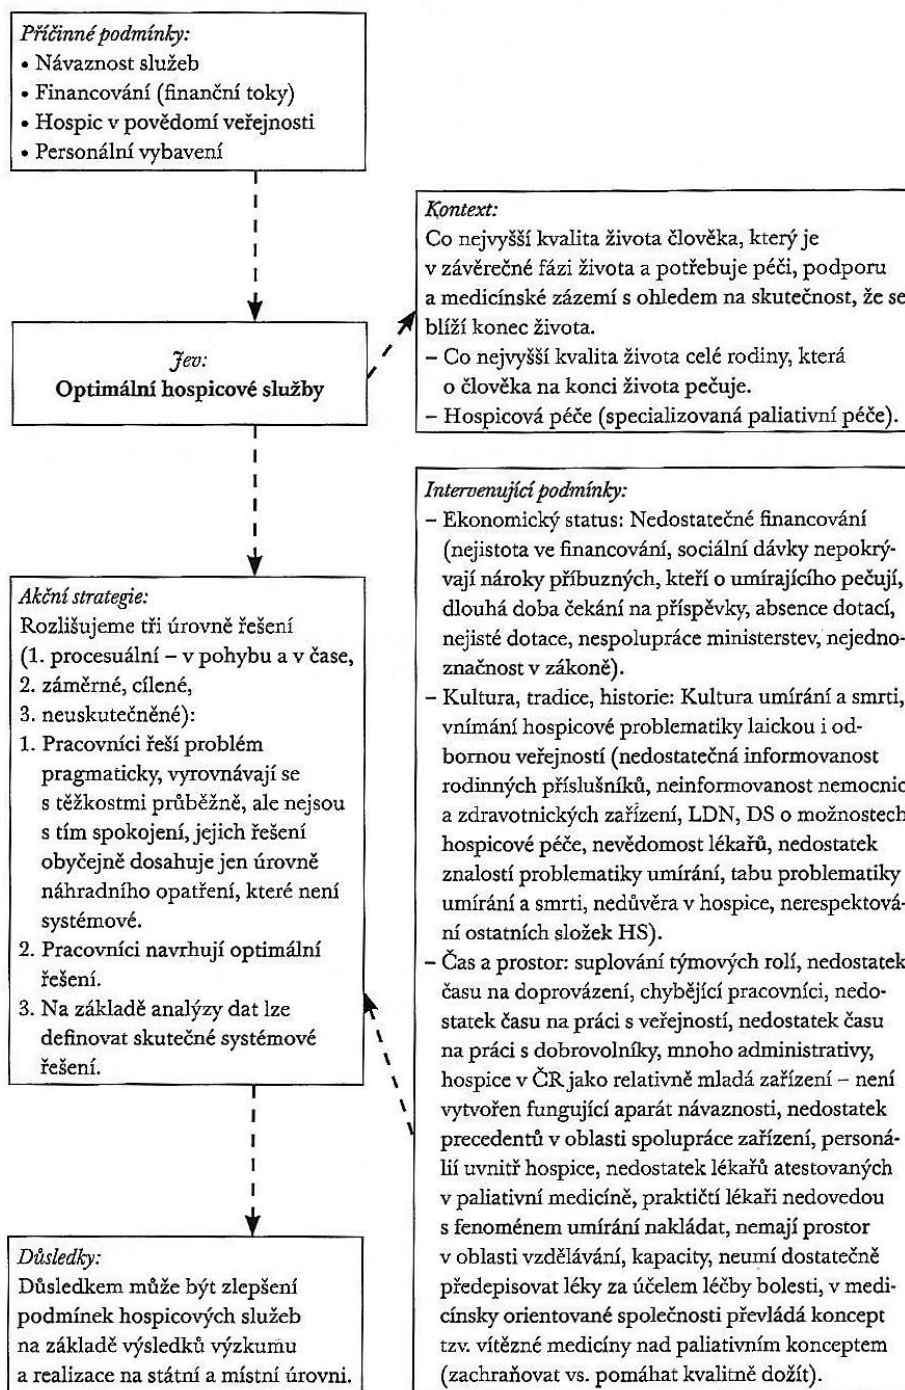 Příčinné podmínky:
• Návaznost služeb
• Financování (finanční toky)
• Hospic v povědomí veřejnosti
• Personální vybavení
Kontext:
Co nejvyšší kvalita života člověka, který je
v závěrečné fázi života a potřebuje péči, podporu
a medicínské zázemí s ohledem na skutečnost, že se
blíží konec života.
– Co nejvyšší kvalita života celé rodiny, která
o člověka na konci života pečuje.
– Hospicová péče (specializovaná paliativní péče).
Jev:
Optimální hospicové služby
Intervenující podmínky:
– Ekonomický status: Nedostatečné financování
(nejistota ve financování, sociální dávky nepokrý-
vají nároky příbuzných, kteří o umírajícího pečují,
dlouhá doba čekání na příspěvky, absence dotací,
nejisté dotace, nespolupráce ministerstev, nejedno-
značnost v zákoně).
– Kultura, tradice, historie: Kultura umírání a smrti,
vnímání hospicové problematiky laickou i od-
bornou veřejností (nedostatečná informovanost
rodinných příslušníků, neinformovanost nemocnic
a zdravotnických zařízení, LDN, DS o možnostech
hospicové péče, nevědomost lékařů, nedostatek
znalostí problematiky umírání, tabu problematiky
umírání a smrti, nedůvěra v hospice, nerespektová-
ní ostatních složek HS).
– Čas a prostor: suplování týmových rolí, nedostatek
času na doprovázení, chybějící pracovníci, nedo-
statek času na práci s veřejností, nedostatek času
na práci s dobrovolníky, mnoho administrativy,
hospice v ČR jako relativně mladá zařízení – není
vytvořen fungující aparát návaznosti, nedostatek
precedentů v oblasti spolupráce zařízení, personá-
lií uvnitř hospice, nedostatek lékařů atestovaných
v paliativní medicíně, praktičtí lékaři nedovedou
s fenoménem umírání nakládat, nemají prostor
v oblasti vzdělávání, kapacity, neumí dostatečně
předepisovat léky za účelem léčby bolesti, v medi-
cínsky orientované společnosti převládá koncept
tzv. vítězné medicíny nad paliativním konceptem
(zachraňovat vs. pomáhat kvalitně dožít).
Akční strategie:
Rozlišujeme tři úrovně řešení
(1. procesuální – v pohybu a v čase,
2. záměrné, cílené,
3. neuskutečněné):
1. Pracovníci řeší problém
pragmaticky, vyrovnávají se
s těžkostmi průběžně, ale nejsou
s tím spokojení, jejich řešení
obyčejně dosahuje jen úrovně
náhradního opatření, které není
systémové.
2. Pracovníci navrhují optimální
řešení.
3. Na základě analýzy dat lze
definovat skutečné systémové
řešení.
Důsledky:
Důsledkem může být zlepšení
podmínek hospicových služeb
na základě výsledků výzkumu
a realizace na státní a místní úrovni.